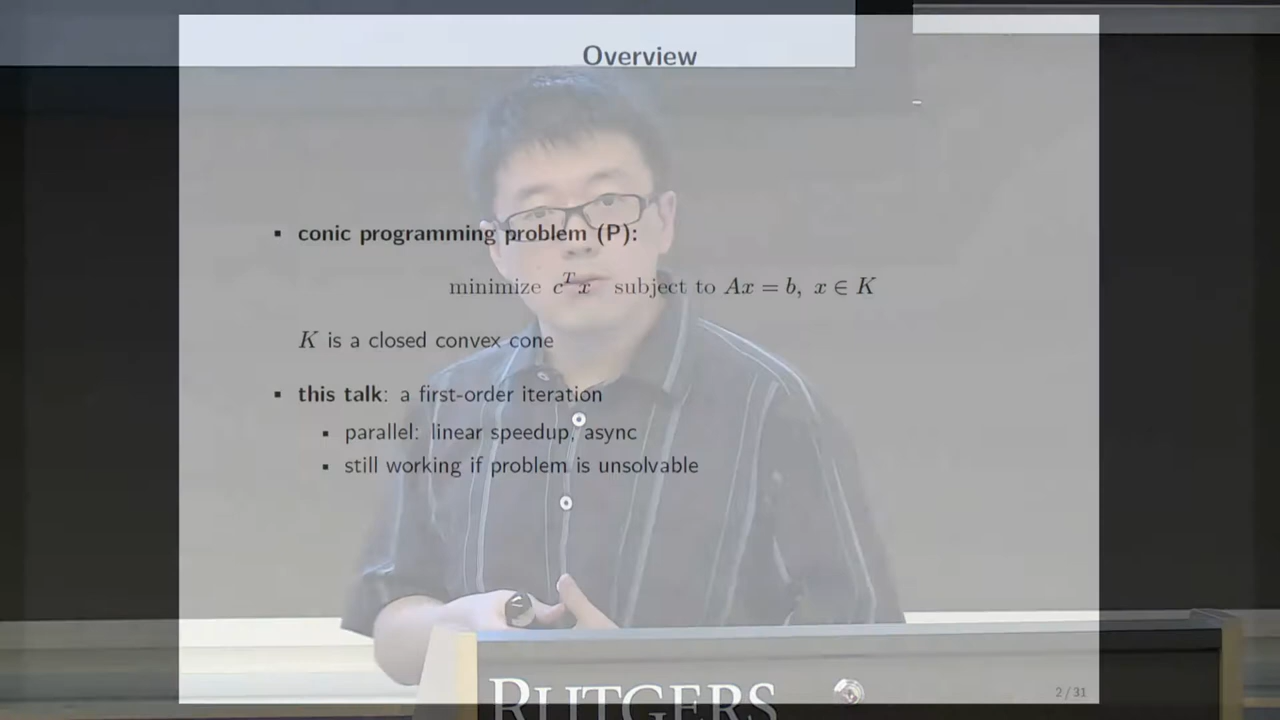 Overview
▪ conic programming problem (P):
minimize c^T x subject to Ax = b, x ∈ K
K is a closed convex cone
▪ this talk: a first-order iteration
▪ parallel: linear speedup, async
▪ still working if problem is unsolvable
RUTGERS
2 / 31